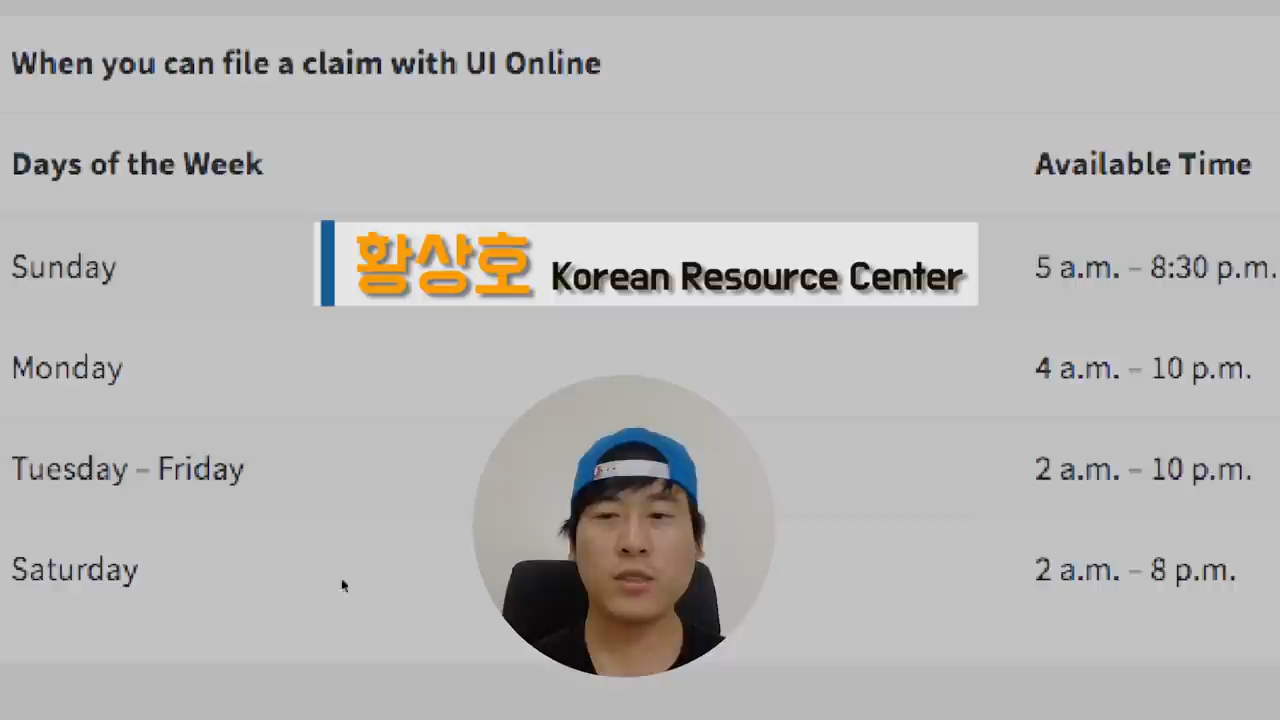 When you can file a claim with UI Online
Days of the Week Available Time
황상호 Korean Resource Center
Sunday 5 a.m. – 8:30 p.m.
Monday 4 a.m. – 10 p.m.
Tuesday – Friday 2 a.m. – 10 p.m.
Saturday 2 a.m. – 8 p.m.